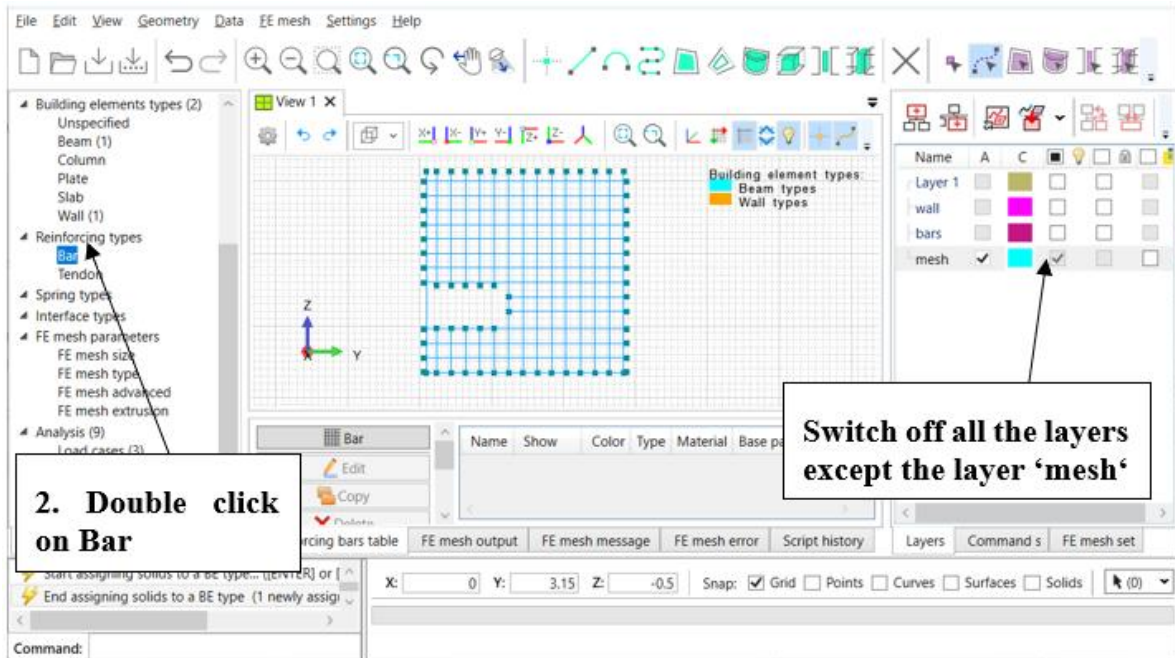 File Edit View Geometry Data FE mesh Settings Help
Building elements types (2)
Unspecified
Beam (1)
Column
Plate
Slab
Wall (1)
Reinforcing types
Bar
Tendon
Spring types
Interface types
FE mesh parameters
FE mesh size
FE mesh type
FE mesh advanced
FE mesh extrusion
Analysis (9)
Load cases (3)
2. Double click
on Bar
View 1
X+ X- Y+ Y- Z+ Z-
Building element types:
Beam types
Wall types
Z
Y
X
Bar
Edit
Copy
Delete
Name Show Color Type Material Base
Name A C
Layer 1
wall
bars
mesh
Switch off all the layers
except the layer ‘mesh‘
rcing bars table FE mesh output FE mesh message FE mesh error Script history
Layers Command s FE mesh set
Start assigning solids to a BE type... ([ENTER] or [
End assigning solids to a BE type (1 newly assig
X: 0 Y: 3.15 Z: -0.5 Snap: Grid Points Curves Surfaces Solids (0)
Command: